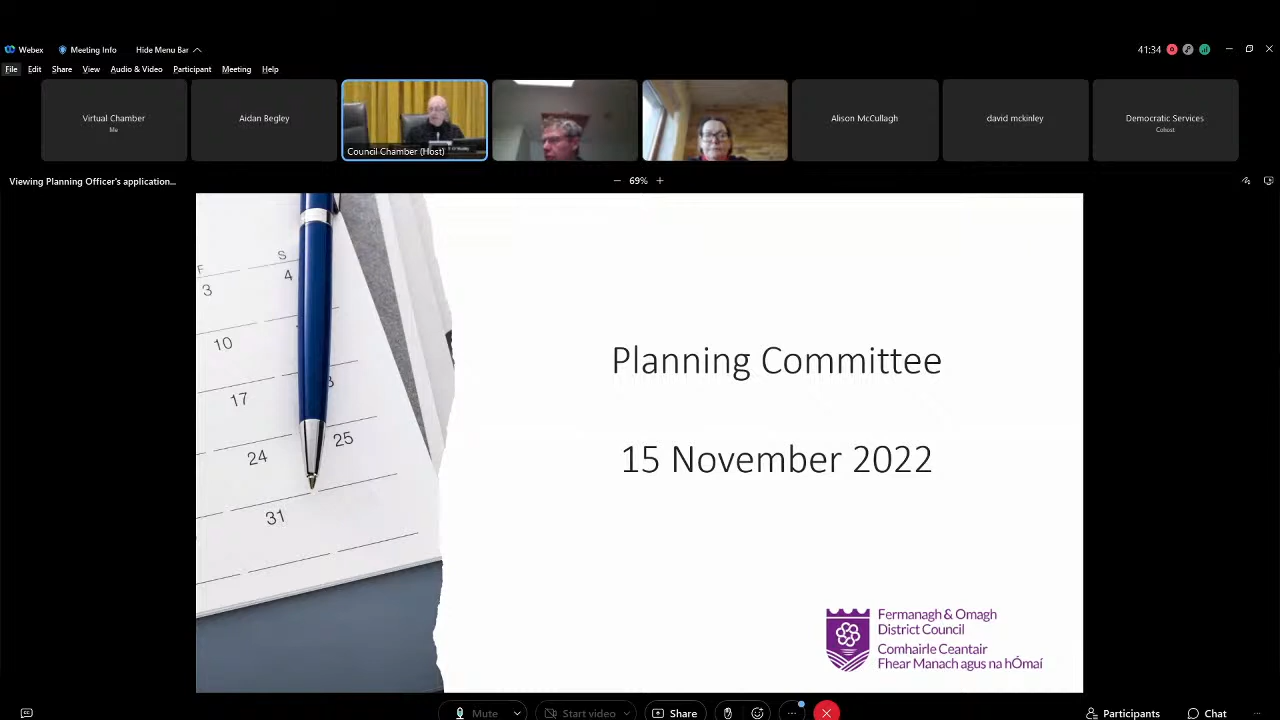 Webex
Meeting Info
Hide Menu Bar
41:34
File Edit Share View Audio & Video Participant Meeting Help
Virtual Chamber
Me
Aidan Begley
Council Chamber (Host)
Alison McCullagh
david mckinley
Democratic Services
Cohost
Viewing Planning Officer's application...
69%
F
S
3
4
10
17
24
25
31
Planning Committee
15 November 2022
Fermanagh & Omagh
District Council
Comhairle Ceantair
Fhear Manach agus na hÓmaí
Mute
Start video
Share
Participants
Chat